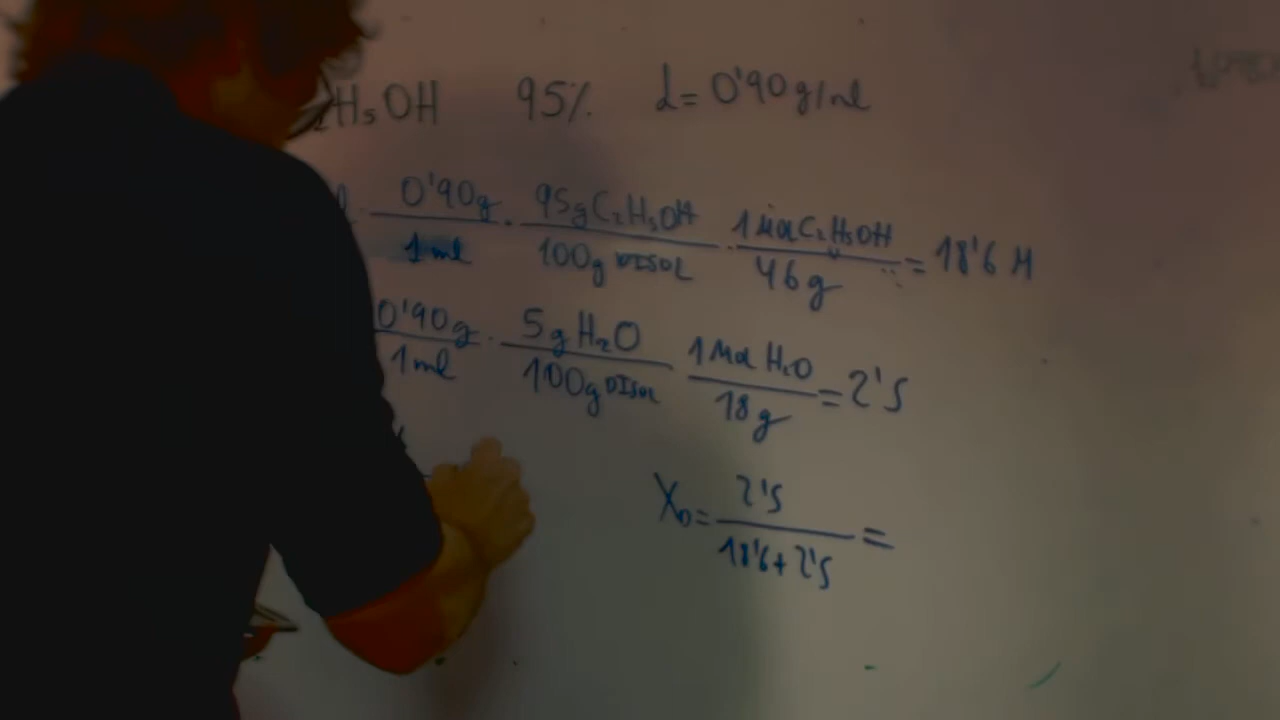 ₂H₅OH 95% d= 0'90 g/ml
0'90g / 1 ml · 95g C₂H₅OH / 100g DISOL · 1 Mol C₂H₅OH / 46 g = 18'6 M
0'90g / 1 ml · 5g H₂O / 100g DISOL 1 Mol H₂O / 18 g = 2'5
X_D = 2'5 / 18'6 + 2'5 =